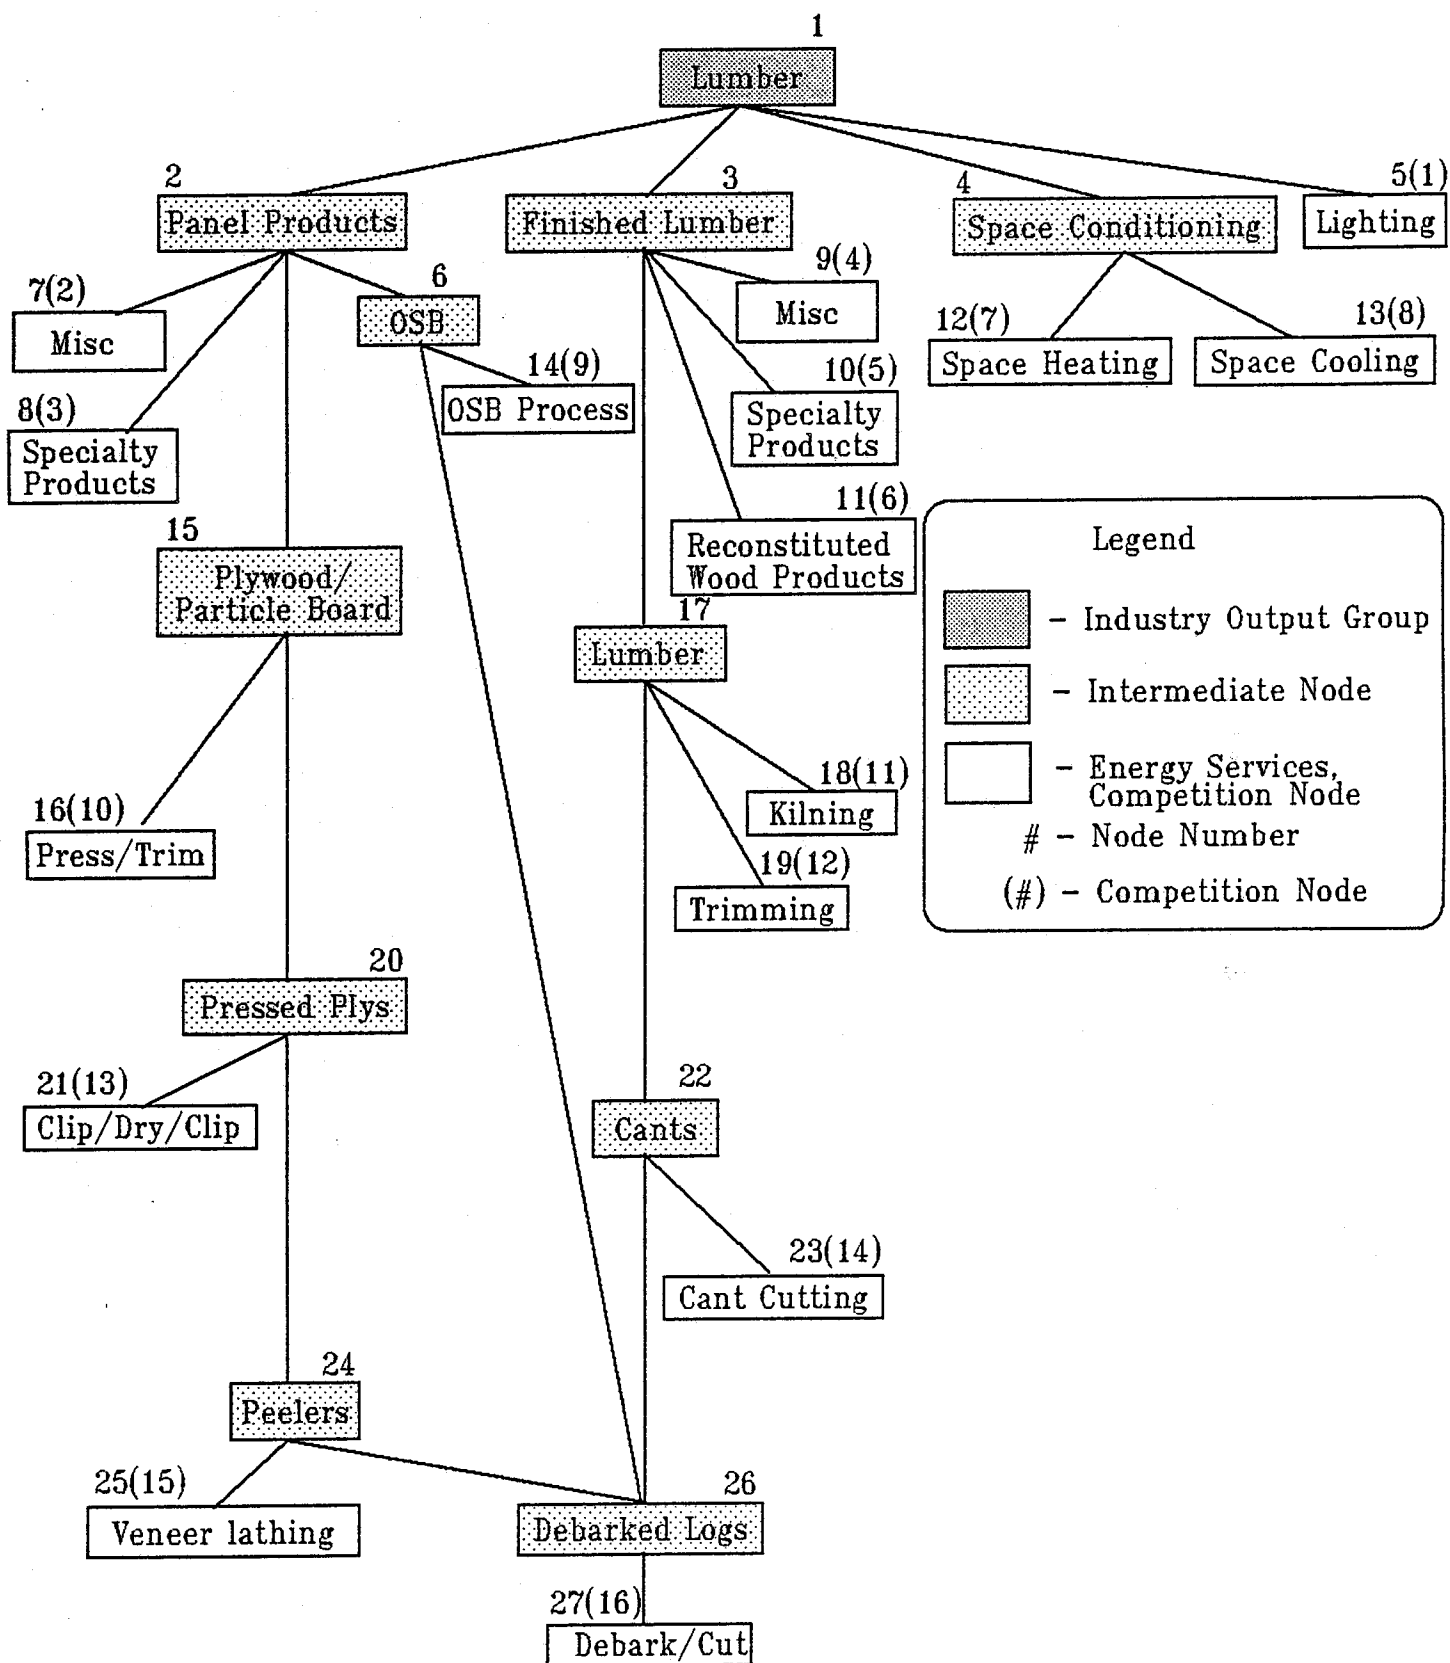 1
Lumber
2
Panel Products
3
Finished Lumber
4
Space Conditioning
5(1)
Lighting
6
OSB
7(2)
Misc
8(3)
Specialty
Products
9(4)
Misc
10(5)
Specialty
Products
11(6)
Reconstituted
Wood Products
12(7)
Space Heating
13(8)
Space Cooling
14(9)
OSB Process
15
Plywood/
Particle Board
16(10)
Press/Trim
17
Lumber
18(11)
Kilning
19(12)
Trimming
20
Pressed Plys
21(13)
Clip/Dry/Clip
22
Cants
23(14)
Cant Cutting
24
Peelers
25(15)
Veneer lathing
26
Debarked Logs
27(16)
Debark/Cut
Legend
- Industry Output Group
- Intermediate Node
- Energy Services,
Competition Node
# - Node Number
(#) - Competition Node